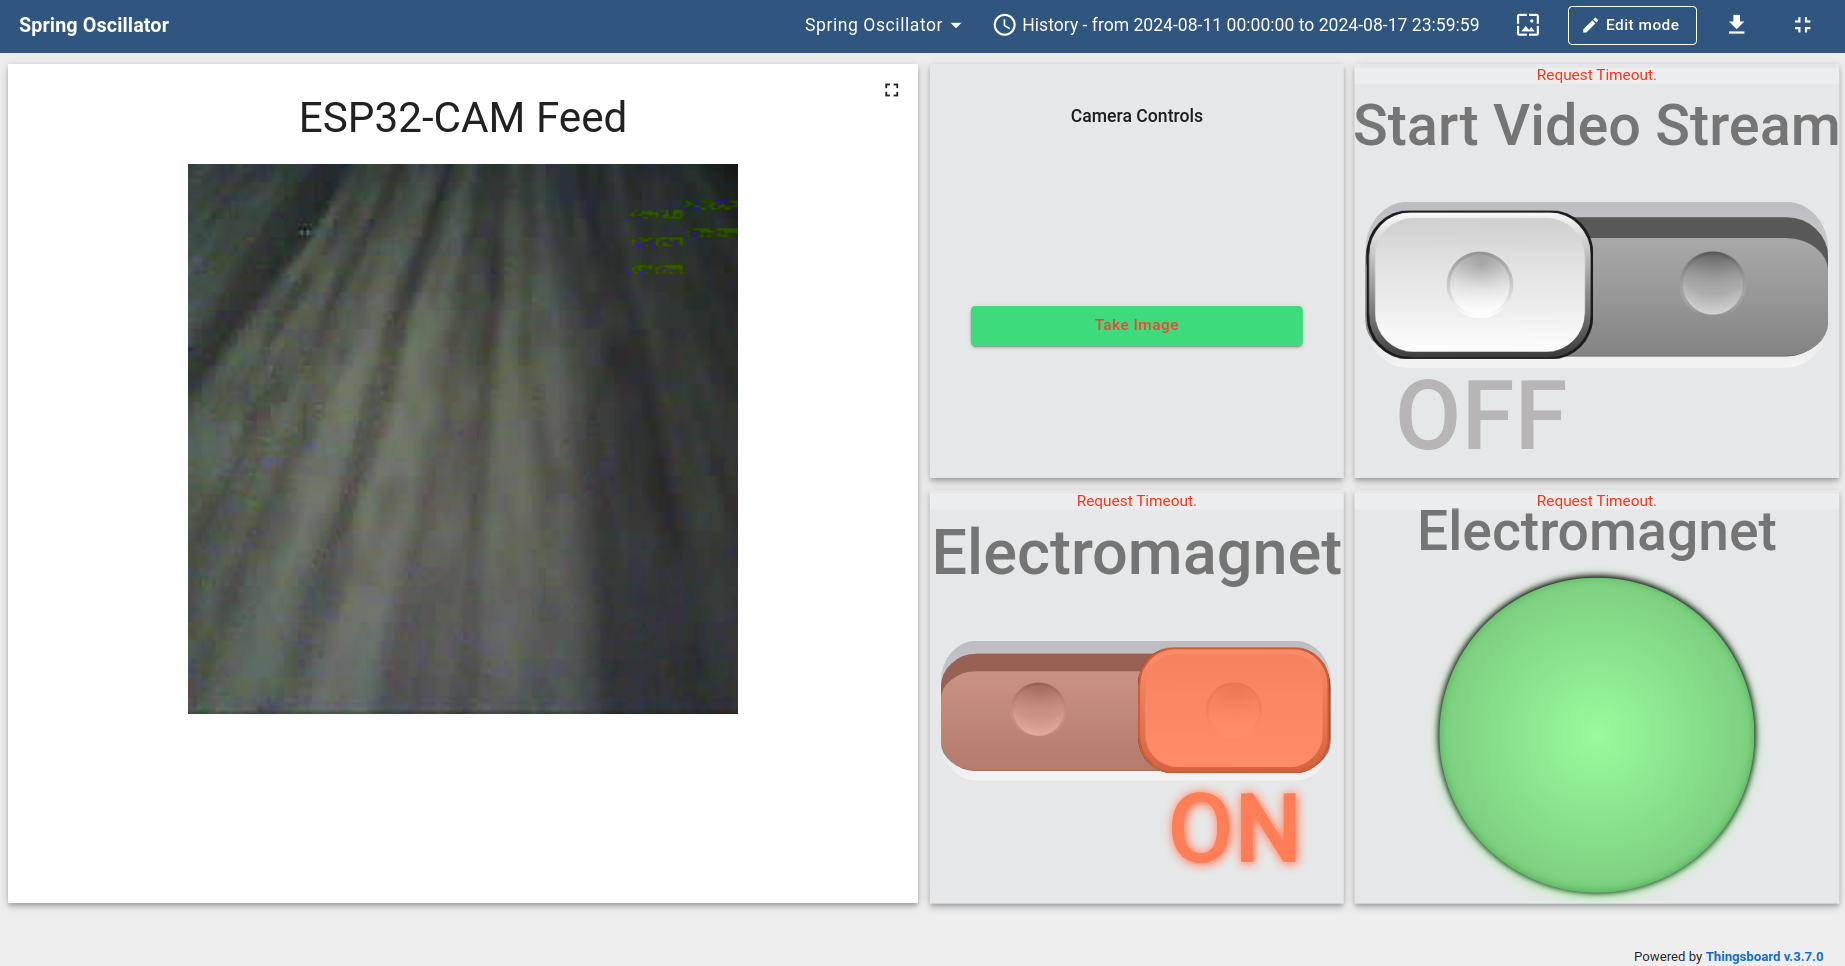 Spring Oscillator
Spring Oscillator
History - from 2024-08-11 00:00:00 to 2024-08-17 23:59:59
Edit mode
ESP32-CAM Feed
Camera Controls
Take Image
Request Timeout.
Start Video Stream
OFF
Request Timeout.
Electromagnet
ON
Request Timeout.
Electromagnet
Powered by Thingsboard v.3.7.0